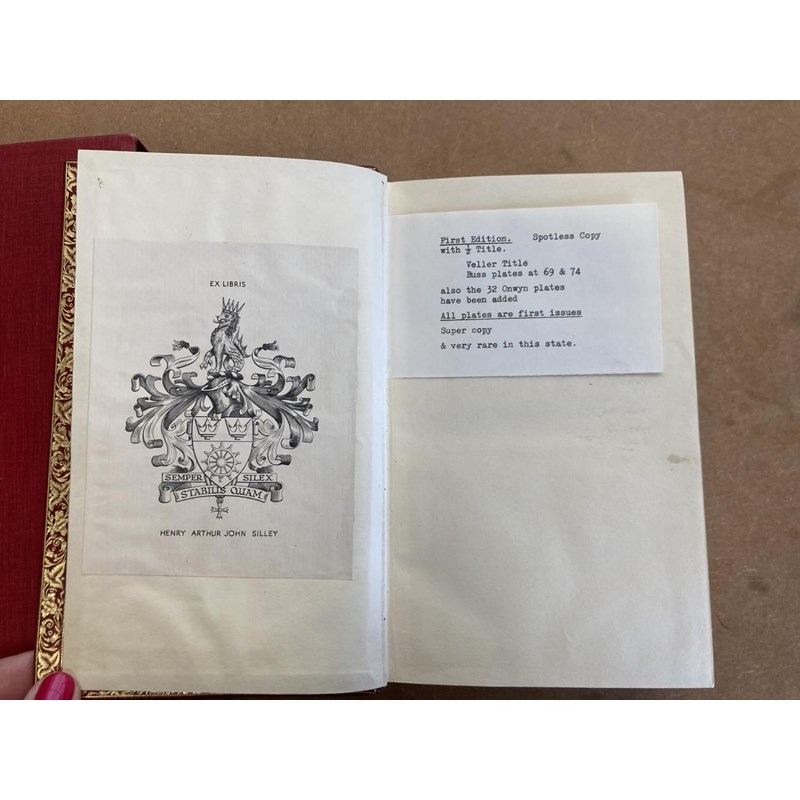 EX LIBRIS
SEMPER SILEX
STABILIS QUAM
HENRY ARTHUR JOHN SILLEY
First Edition. Spotless Copy
with ½ Title.
Veller Title
Buss plates at 69 & 74
also the 32 Onwyn plates
have been added
All plates are first issues
Super copy
& very rare in this state.